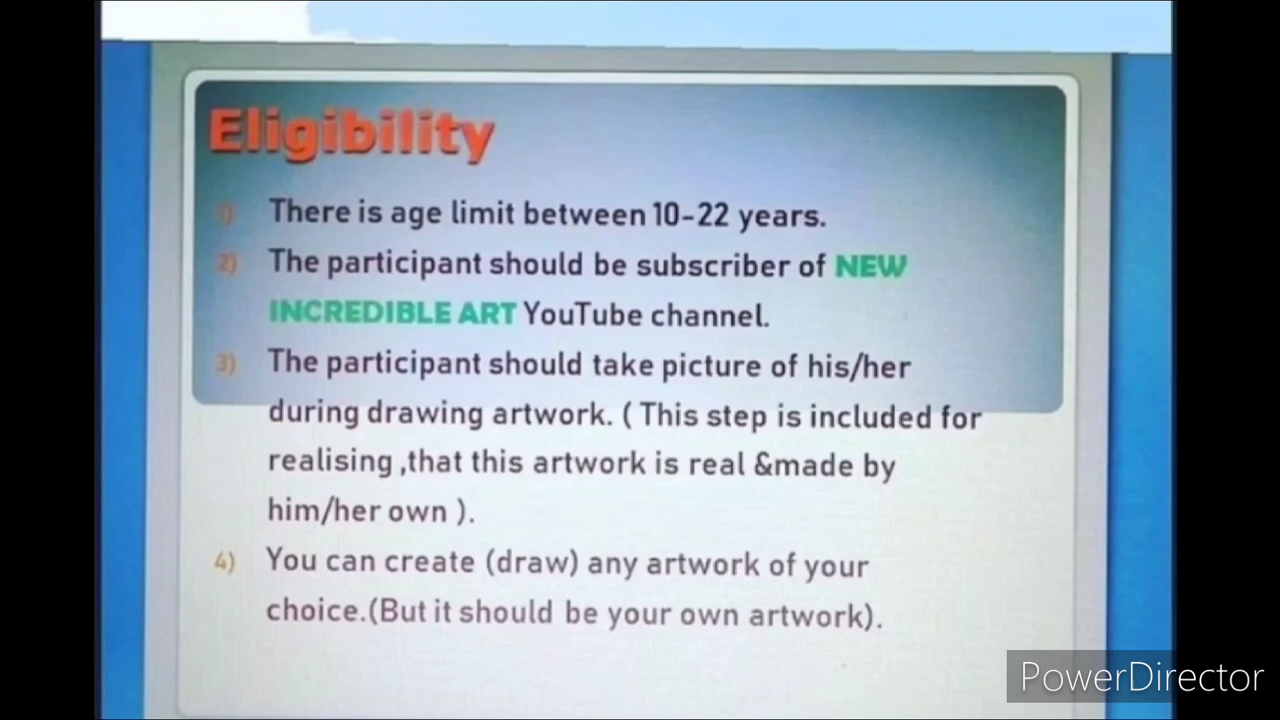 Eligibility
1) There is age limit between 10-22 years.
2) The participant should be subscriber of NEW
INCREDIBLE ART YouTube channel.
3) The participant should take picture of his/her
during drawing artwork. ( This step is included for
realising ,that this artwork is real &made by
him/her own ).
4) You can create (draw) any artwork of your
choice.(But it should be your own artwork).
PowerDirector